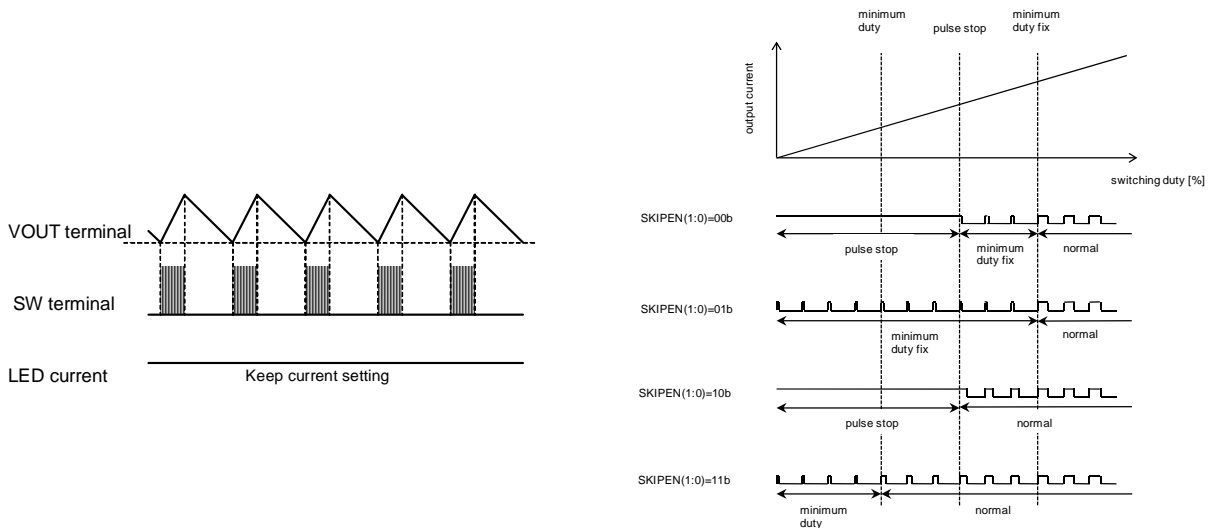 VOUT terminal
SW terminal
LED current
Keep current setting
minimum
duty
pulse stop
minimum
duty fix
output current
switching duty [%]
SKIPEN(1:0)=00b
pulse stop
minimum
duty fix
normal
SKIPEN(1:0)=01b
minimum
duty fix
normal
SKIPEN(1:0)=10b
pulse stop
normal
SKIPEN(1:0)=11b
minimum
duty
normal